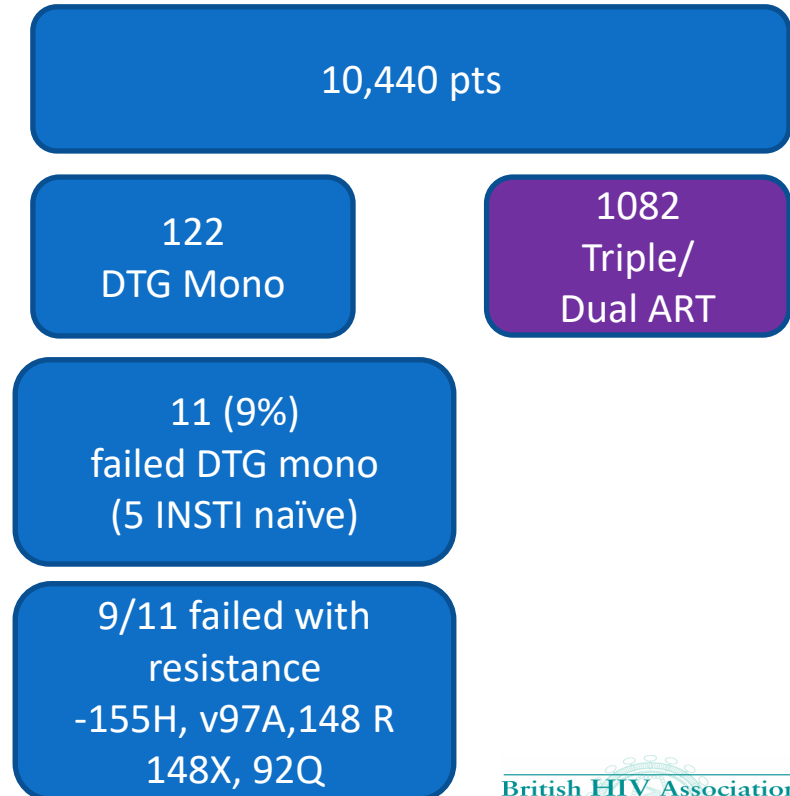 10,440 pts
122
DTG Mono
1082
Triple/
Dual ART
11 (9%)
failed DTG mono
(5 INSTI naïve)
9/11 failed with
resistance
-155H, v97A,148 R
148X, 92Q
British HIV Association